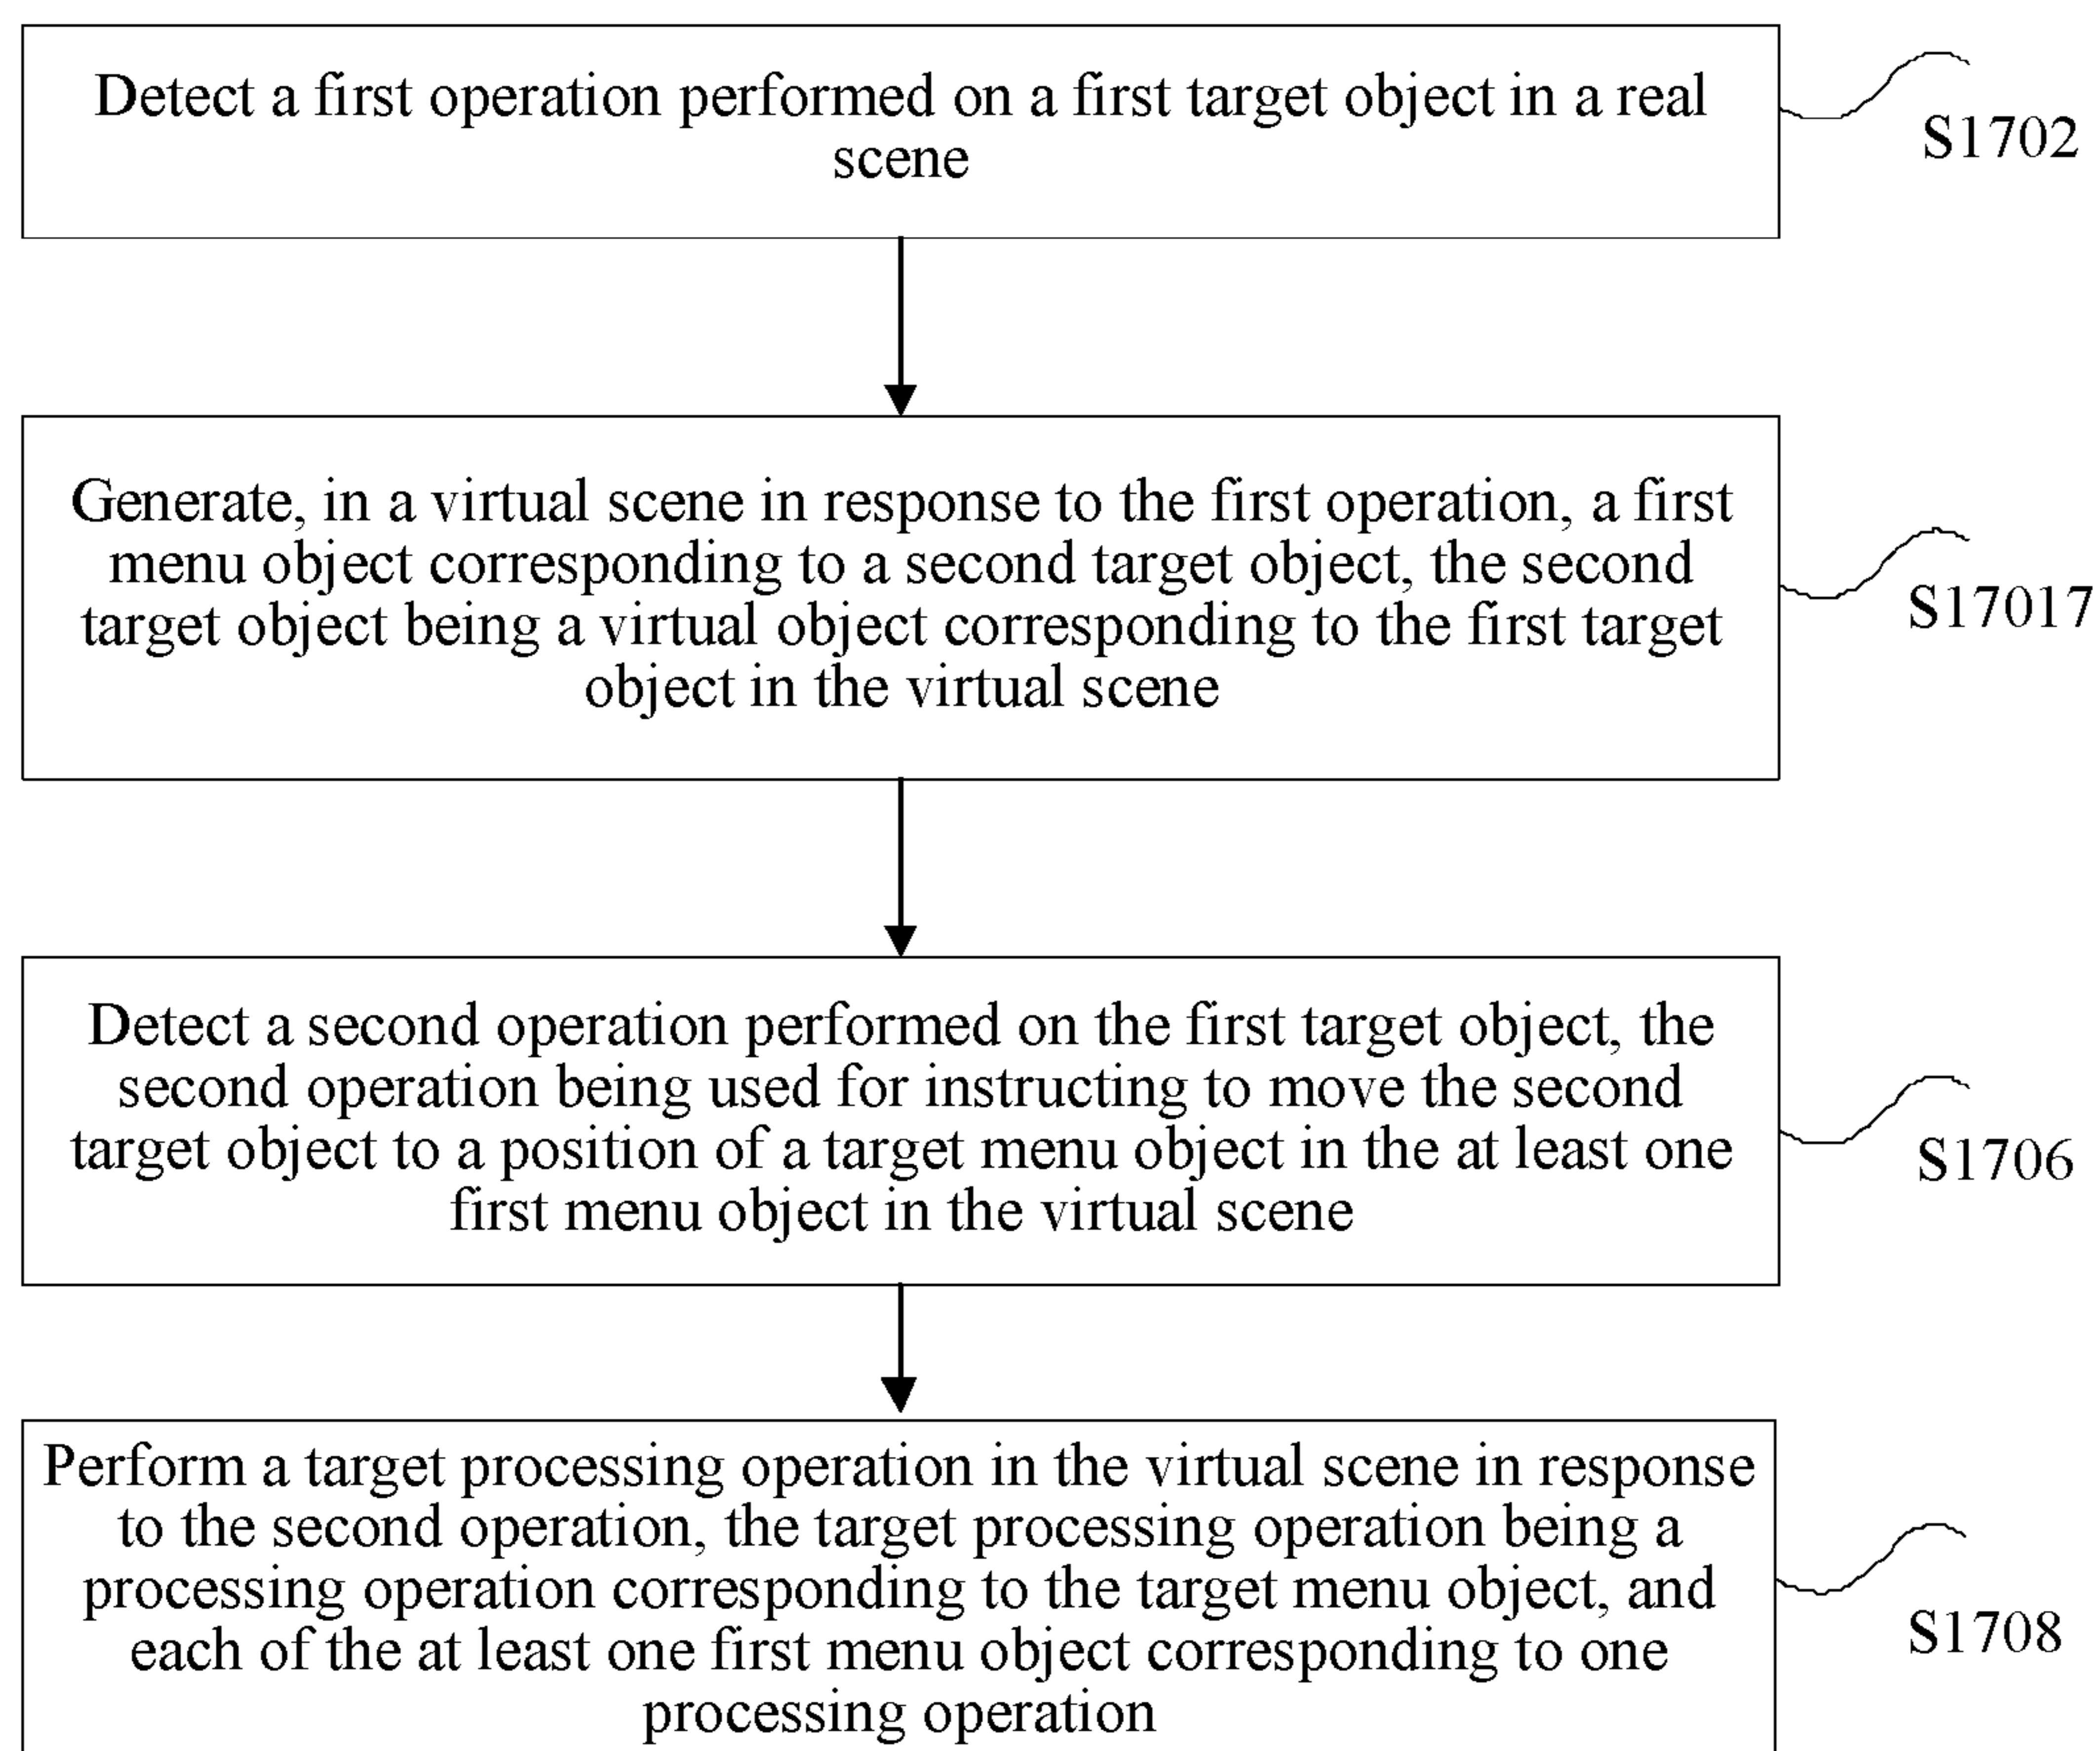 Detect a first operation performed on a first target object in a real
scene
S1702
Generate, in a virtual scene in response to the first operation, a first
menu object corresponding to a second target object, the second
target object being a virtual object corresponding to the first target
object in the virtual scene
S17017
Detect a second operation performed on the first target object, the
second operation being used for instructing to move the second
target object to a position of a target menu object in the at least one
first menu object in the virtual scene
S1706
Perform a target processing operation in the virtual scene in response
to the second operation, the target processing operation being a
processing operation corresponding to the target menu object, and
each of the at least one first menu object corresponding to one
processing operation
S1708